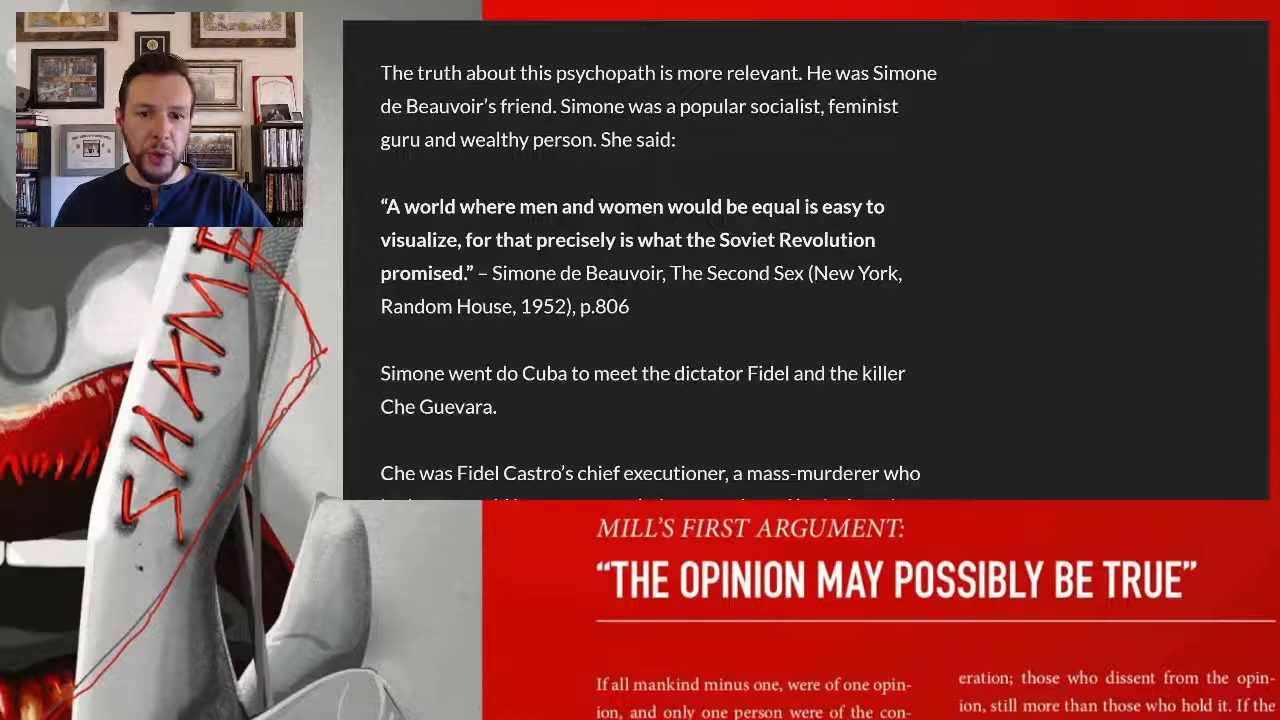 The truth about this psychopath is more relevant. He was Simone
de Beauvoir’s friend. Simone was a popular socialist, feminist
guru and wealthy person. She said:
“A world where men and women would be equal is easy to
visualize, for that precisely is what the Soviet Revolution
promised.” – Simone de Beauvoir, The Second Sex (New York,
Random House, 1952), p.806
Simone went do Cuba to meet the dictator Fidel and the killer
Che Guevara.
Che was Fidel Castro’s chief executioner, a mass-murderer who
SHAME
MILL’S FIRST ARGUMENT:
“THE OPINION MAY POSSIBLY BE TRUE”
If all mankind minus one, were of one opin-
ion, and only one person were of the con-
eration; those who dissent from the opin-
ion, still more than those who hold it. If the